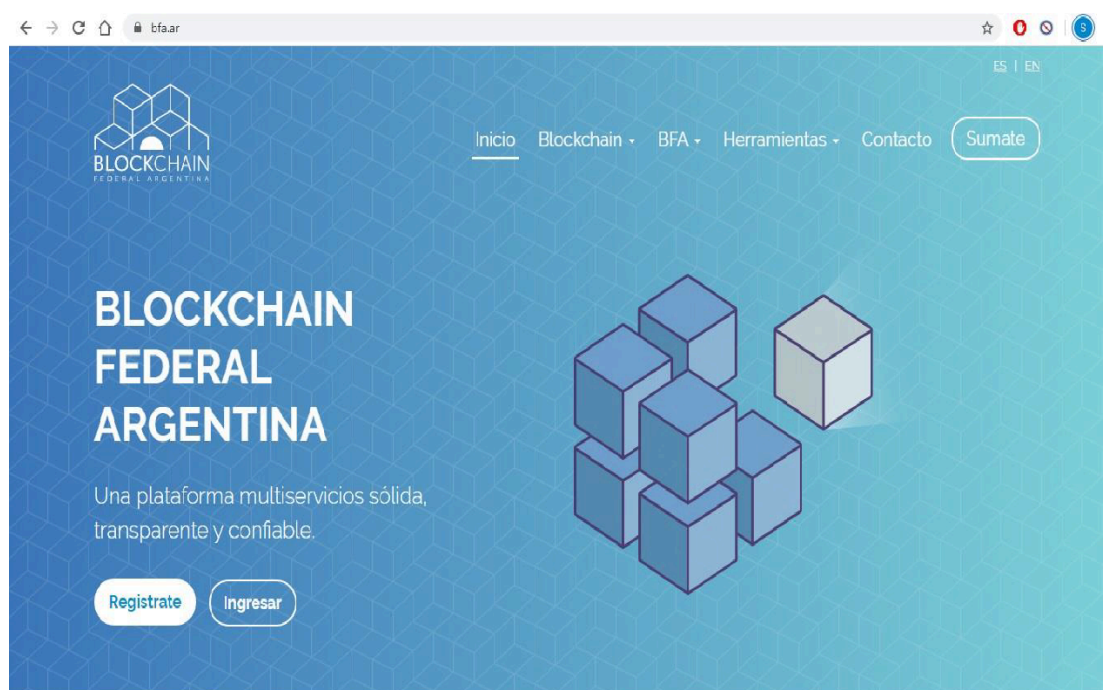 bfa.ar
S
ES | EN
BLOCKCHAIN
FEDERAL ARGENTINA
Inicio Blockchain BFA Herramientas Contacto Sumate
BLOCKCHAIN
FEDERAL
ARGENTINA
Una plataforma multiservicios sólida,
transparente y confiable.
Registrate Ingresar